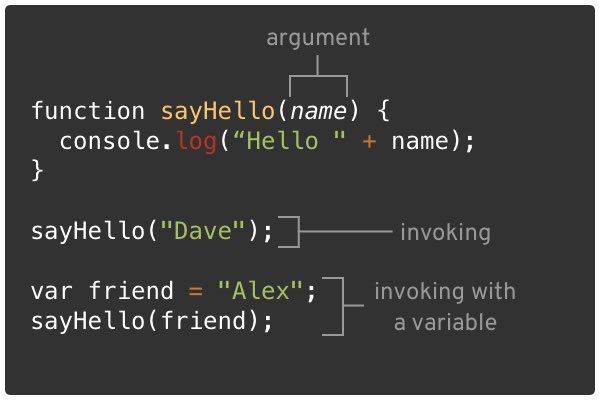 argument
function sayHello(name) {
console.log(“Hello " + name);
}
sayHello("Dave");
invoking
var friend = "Alex";
sayHello(friend);
invoking with
a variable